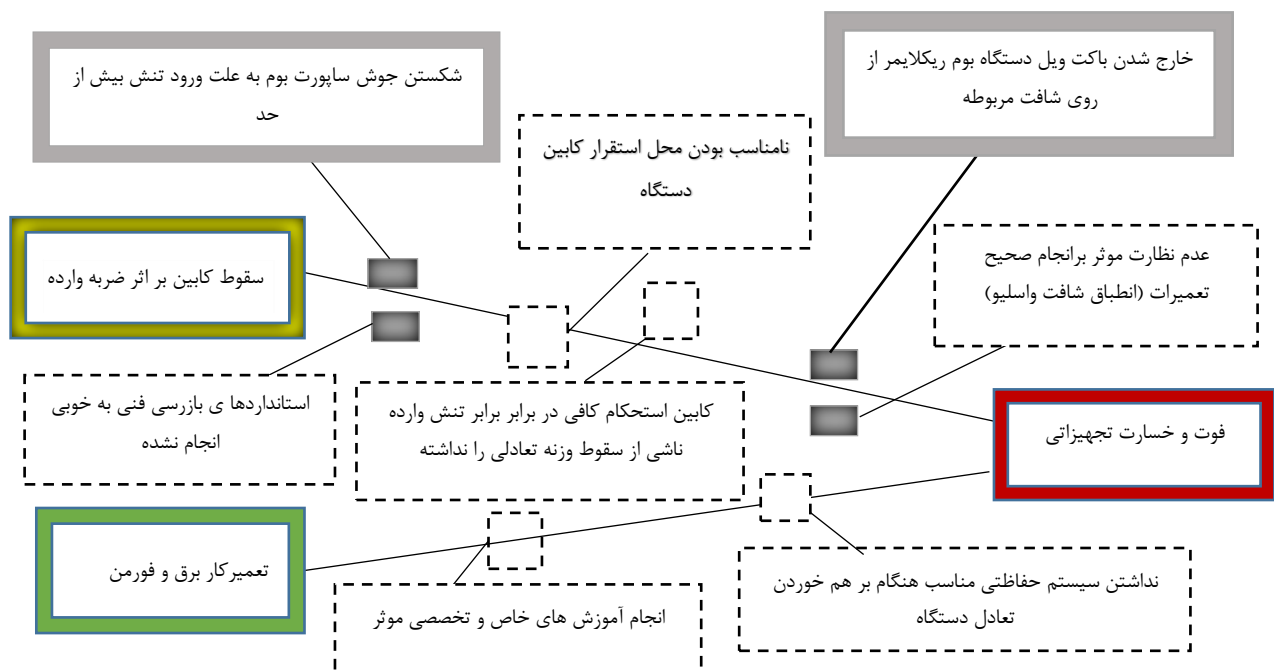 خارج شدن باکت ویل دستگاه بوم ریکلایمر از
روی شافت مربوطه
شکستن جوش ساپورت بوم به علت ورود تنش بیش از
حد
نامناسب بودن محل استقرار کابین
دستگاه
عدم نظارت موثر برانجام صحیح
تعمیرات (انطباق شافت واسلیو)
سقوط کابین بر اثر ضربه وارده
فوت و خسارت تجهیزاتی
کابین استحکام کافی در برابر برابر تنش وارده
ناشی از سقوط وزنه تعادلی را نداشته
استانداردها ی بازرسی فنی به خوبی
انجام نشده
نداشتن سیستم حفاظتی مناسب هنگام بر هم خوردن
تعادل دستگاه
تعمیرکار برق و فورمن
انجام آموزش های خاص و تخصصی موثر